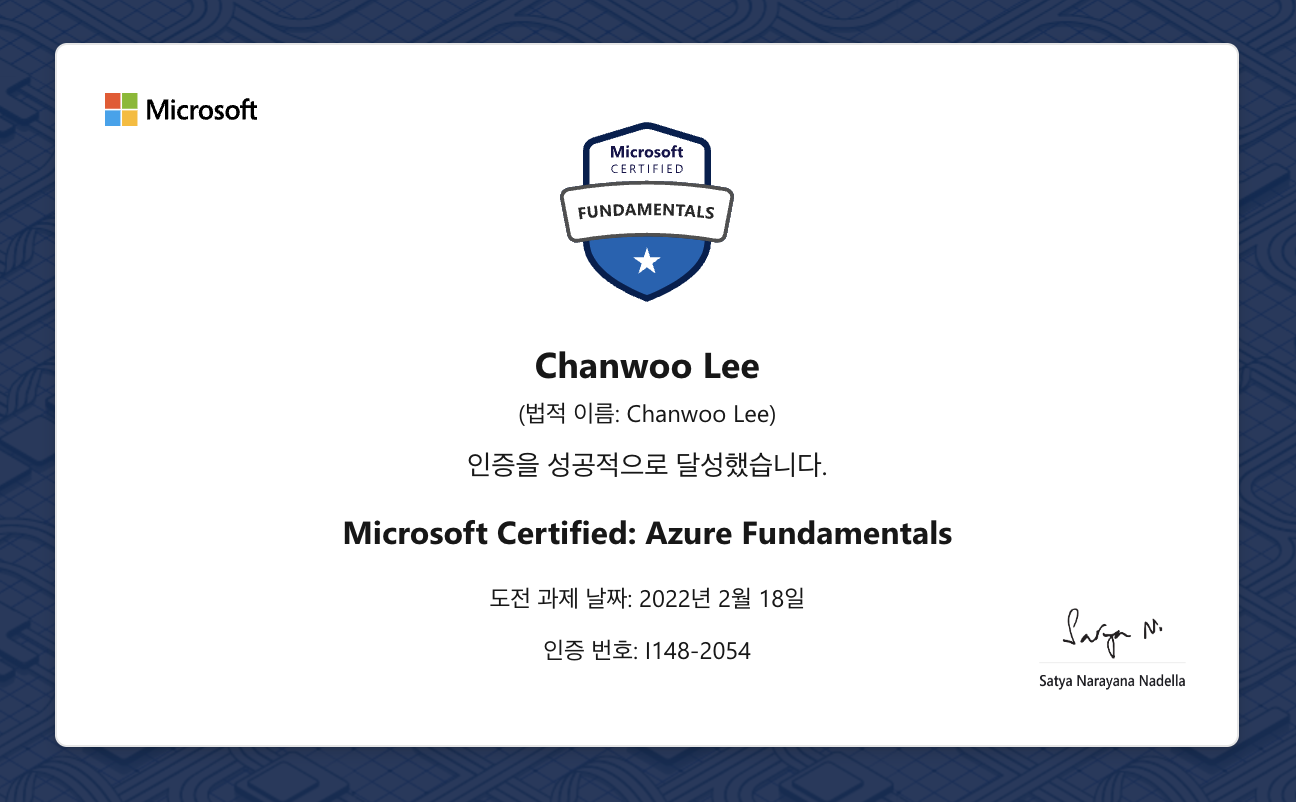 Microsoft
Microsoft
CERTIFIED
FUNDAMENTALS
Chanwoo Lee
(법적 이름: Chanwoo Lee)
인증을 성공적으로 달성했습니다.
Microsoft Certified: Azure Fundamentals
도전 과제 날짜: 2022년 2월 18일
인증 번호: I148-2054
Satya N.
Satya Narayana Nadella